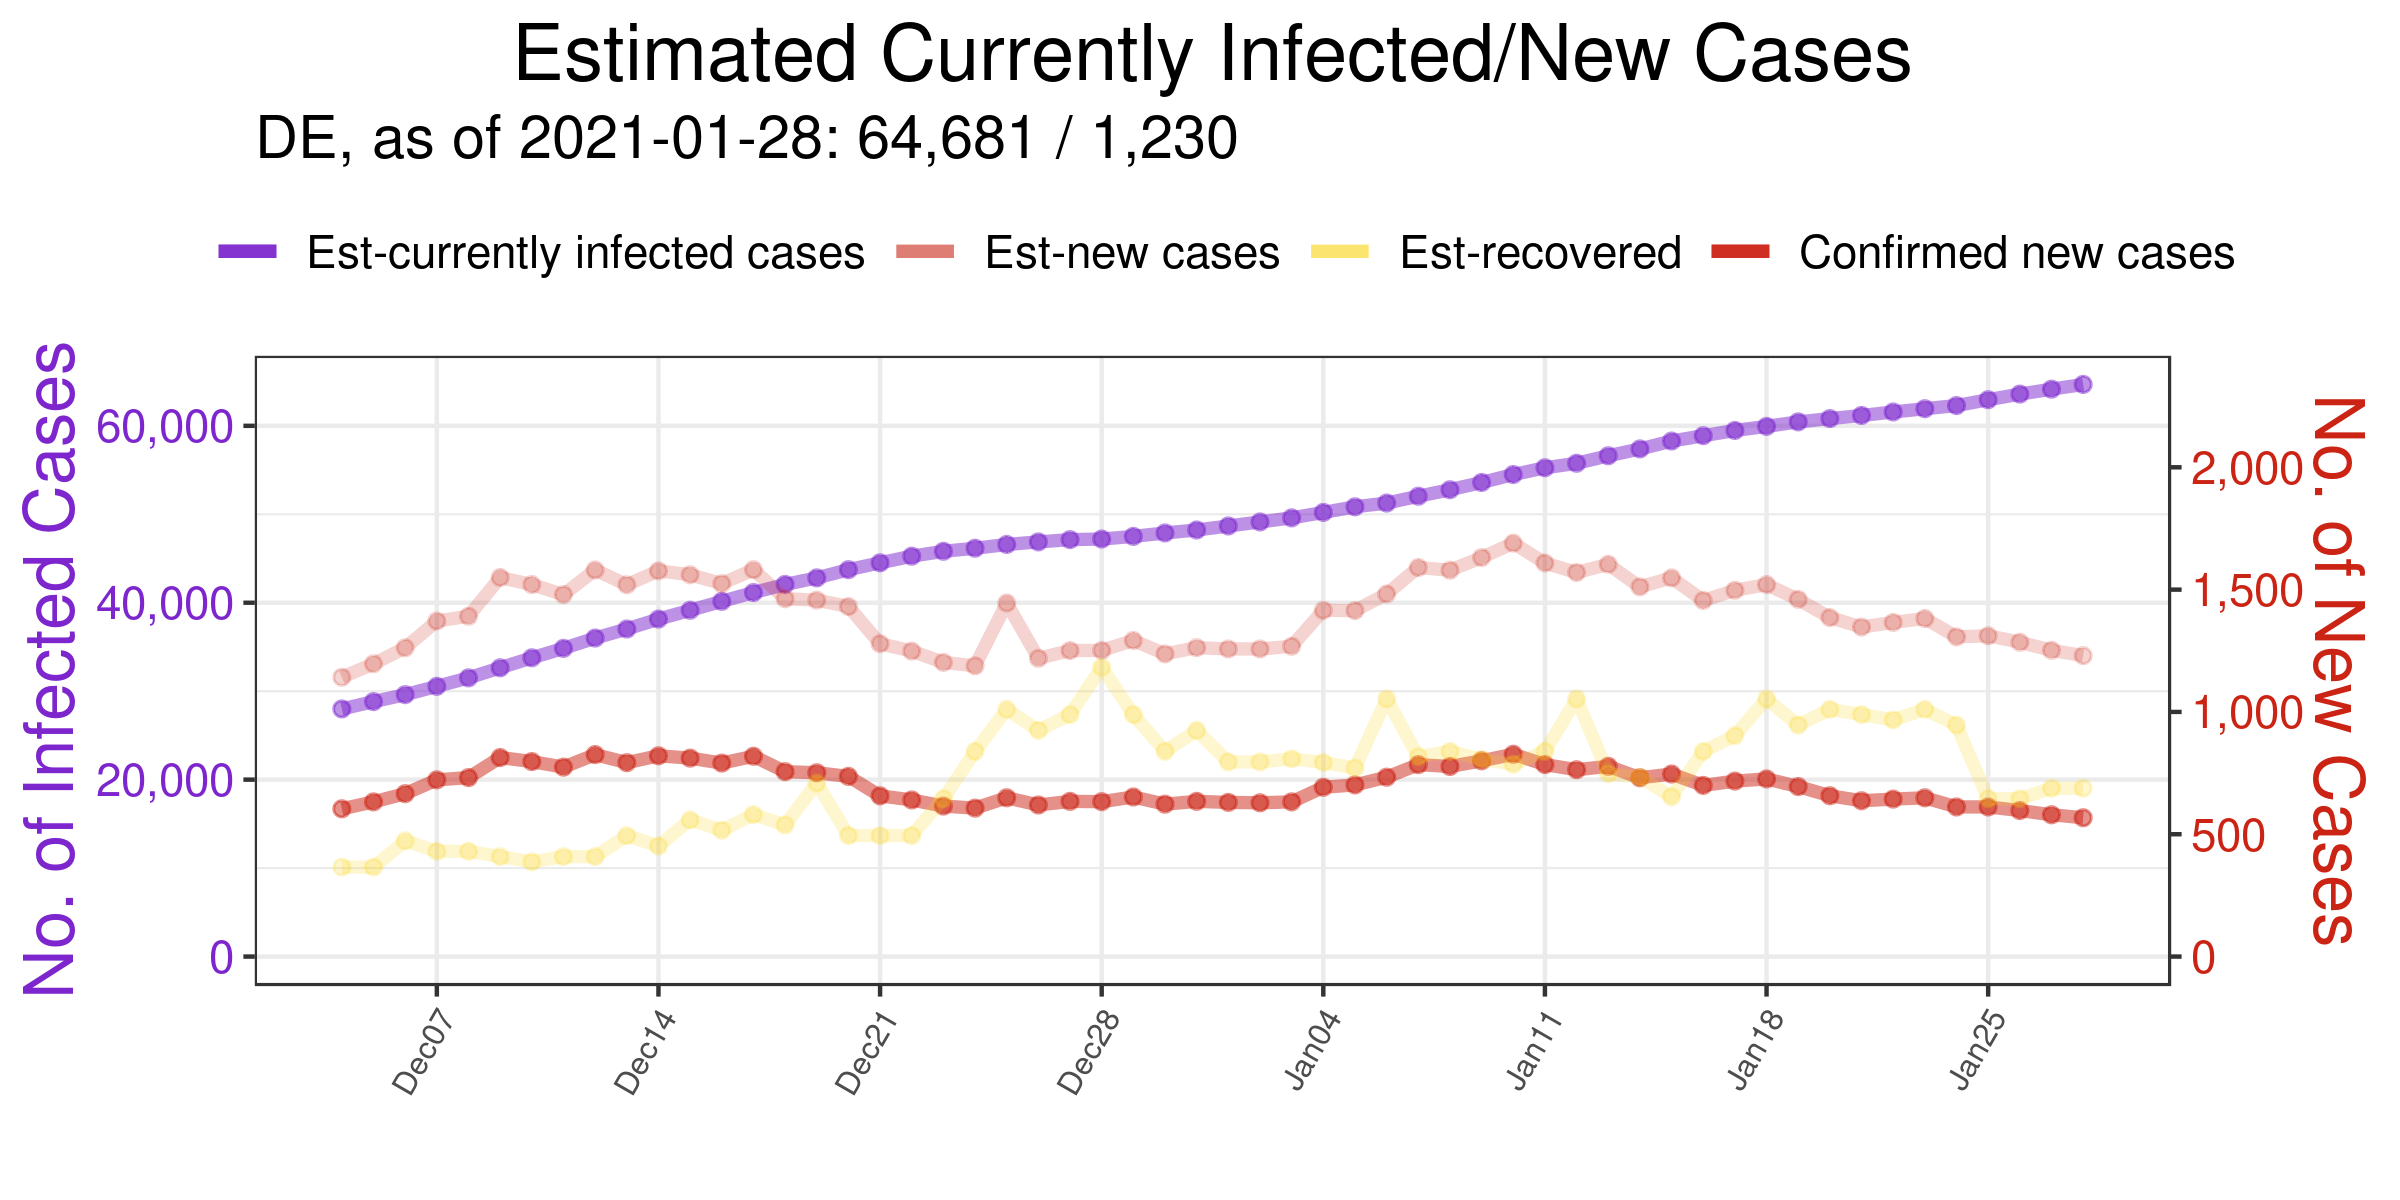 Estimated Currently Infected/New Cases
DE, as of 2021-01-28: 64,681 / 1,230
Est-currently infected cases Est-new cases Est-recovered Confirmed new cases
No. of Infected Cases
60,000
40,000
20,000
0
2,000
1,500
1,000
500
0
No. of New Cases
Dec07 Dec14 Dec21 Dec28 Jan04 Jan11 Jan18 Jan25